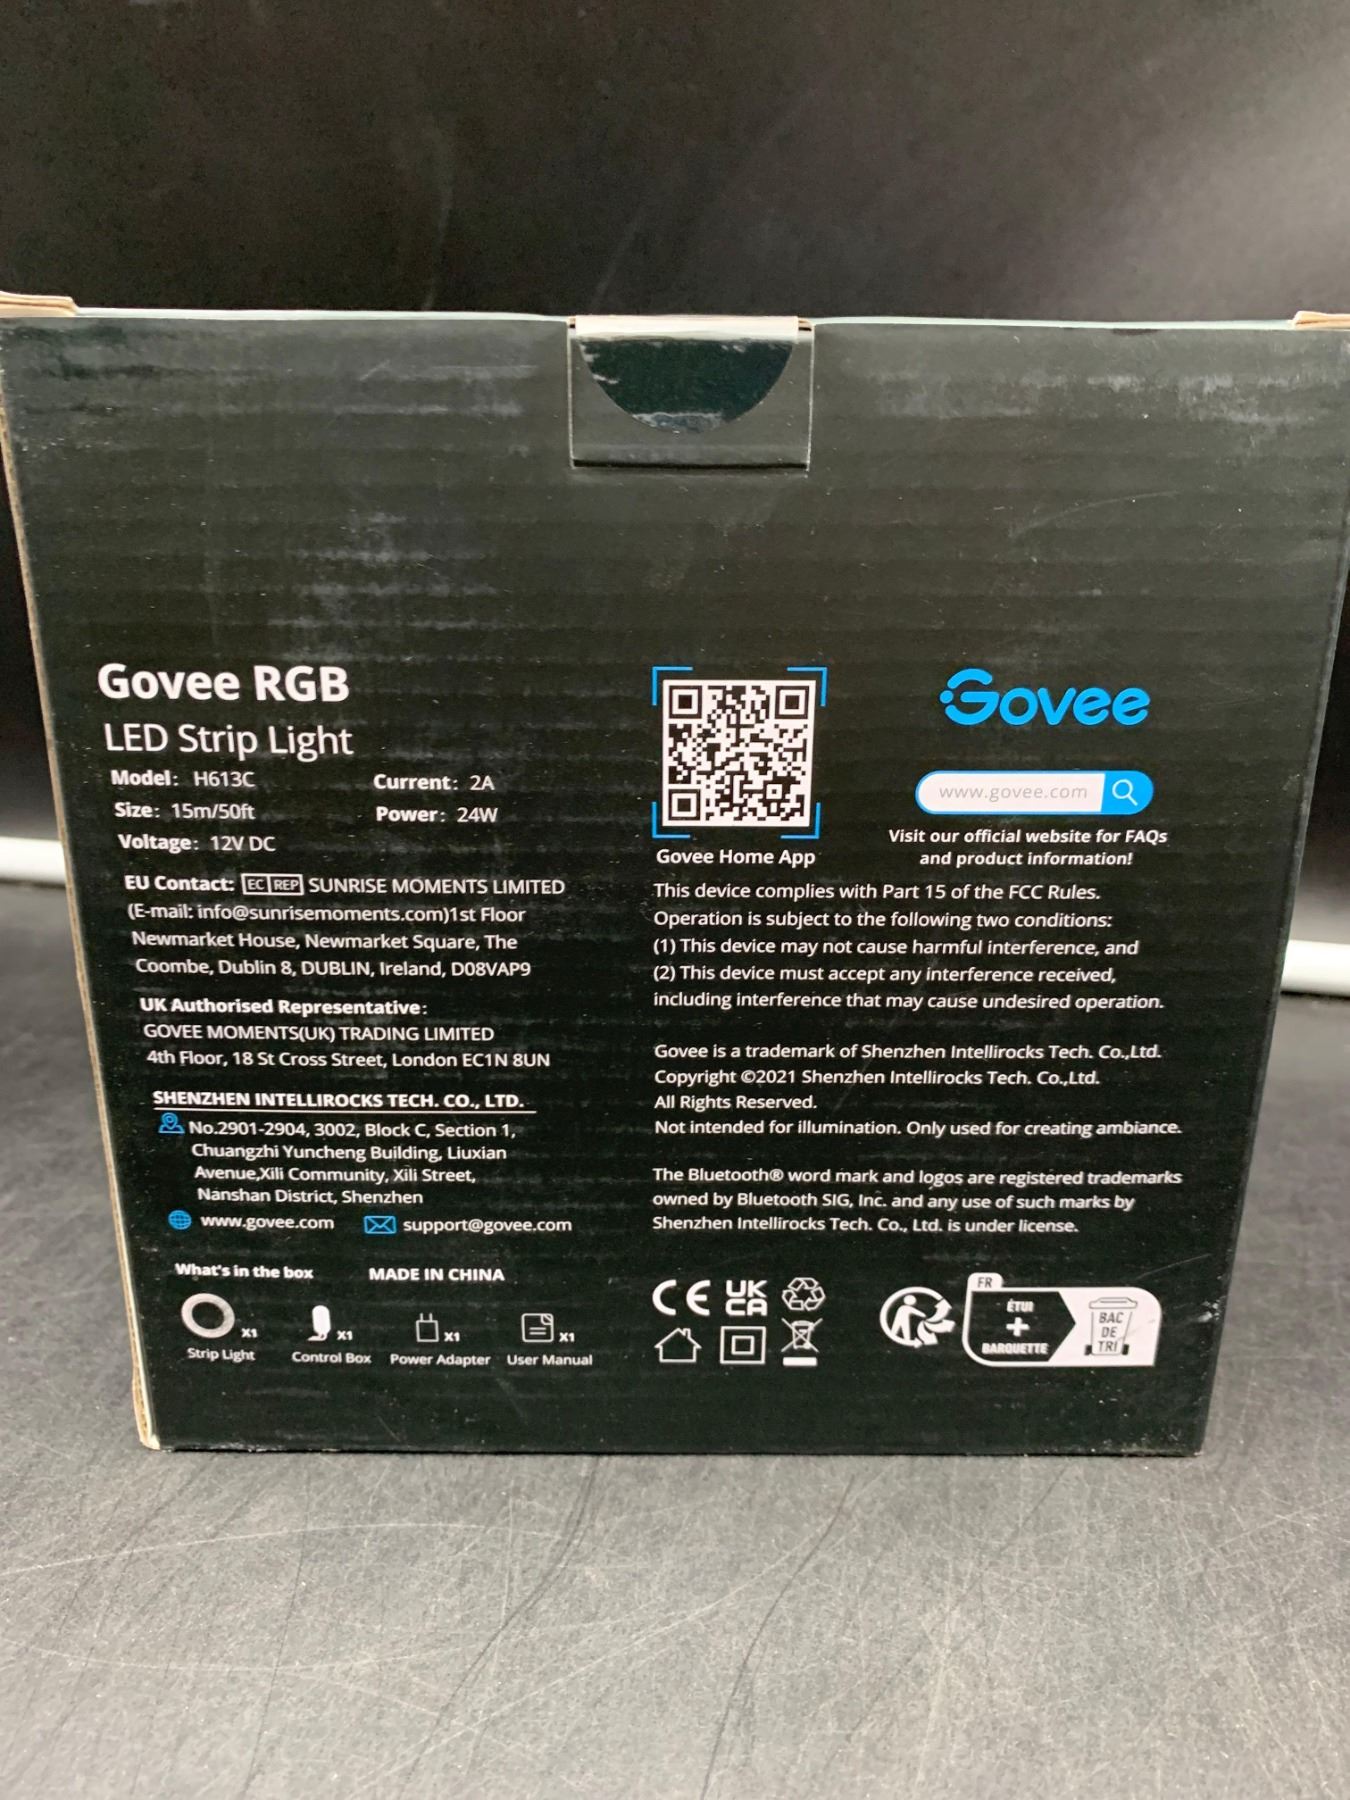 Govee RGB
LED Strip Light
Model: H613C
Current: 2A
Size: 15m/50ft
Power: 24W
Voltage: 12V DC
EU Contact: EC REP SUNRISE MOMENTS LIMITED
(E-mail: info@sunrisemoments.com)1st Floor
Newmarket House, Newmarket Square, The
Coombe, Dublin 8, DUBLIN, Ireland, D08VAP9
UK Authorised Representative:
GOVEE MOMENTS(UK) TRADING LIMITED
4th Floor, 18 St Cross Street, London EC1N 8UN
SHENZHEN INTELLIROCKS TECH. CO., LTD.
No.2901-2904, 3002, Block C, Section 1,
Chuangzhi Yuncheng Building, Liuxian
Avenue,Xili Community, Xili Street,
Nanshan District, Shenzhen
www.govee.com
support@govee.com
What's in the box
MADE IN CHINA
X1
X1
X1
X1
Strip Light
Control Box
Power Adapter
User Manual
Govee Home App
Govee
www.govee.com
Visit our official website for FAQs
and product information!
This device complies with Part 15 of the FCC Rules.
Operation is subject to the following two conditions:
(1) This device may not cause harmful interference, and
(2) This device must accept any interference received,
including interference that may cause undesired operation.
Govee is a trademark of Shenzhen Intellirocks Tech. Co.,Ltd.
Copyright ©2021 Shenzhen Intellirocks Tech. Co.,Ltd.
All Rights Reserved.
Not intended for illumination. Only used for creating ambiance.
The Bluetooth® word mark and logos are registered trademarks
owned by Bluetooth SIG, Inc. and any use of such marks by
Shenzhen Intellirocks Tech. Co., Ltd. is under license.
CE
UK
CA
FR
ÉTUI
+
BARQUETTE
BAC
DE
TRI